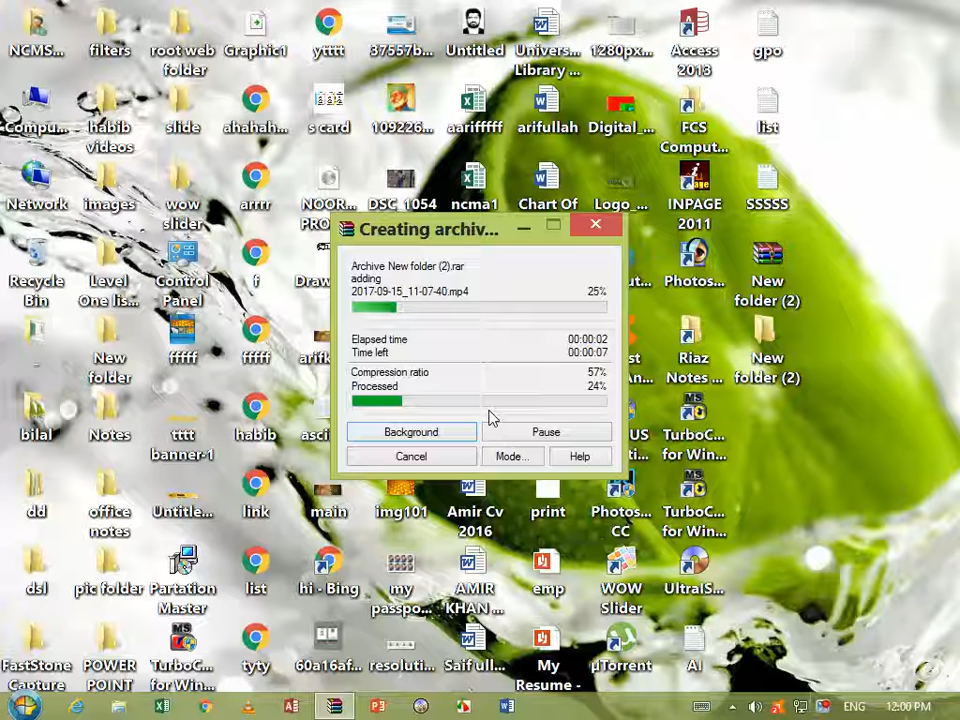 NCMS...
filters
root web
folder
Graphic1
ytttt
37557b...
Untitled
Univers...
Library ...
1280px...
Access
2013
gpo
Compu...
habib
videos
slide
ahahah...
s card
109226...
aarifffff
arifullah
Digital_...
FCS
Comput...
list
Network
images
wow
slider
arrrr
NOOR...
PRO...
DSC_1054
ncma1
Chart Of
Logo_...
INPAGE
2011
SSSSS
Creating archiv...
Archive New folder (2).rar
adding
2017-09-15_11-07-40.mp4
25%
Elapsed time
00:00:02
Time left
00:00:07
Compression ratio
57%
Processed
24%
Background
Pause
Cancel
Mode...
Help
Recycle
Bin
Level
One lis...
Control
Panel
f
Photos...
New
folder (2)
New
folder
fffff
fffff
Riaz
Notes ...
New
folder (2)
bilal
Notes
tttt
banner-1
habib
TurboC...
for Win...
dd
office
notes
Untitle...
link
main
img101
Amir Cv
2016
print
Photos...
CC
TurboC...
for Win...
dsl
pic folder
Partation
Master
list
hi - Bing
my
passpo...
AMIR
KHAN ...
emp
WOW
Slider
UltraIS...
FastStone
Capture
POWER
POINT
MS
TurboC...
for Win...
tyty
60a16af...
resoluti...
Saif ull...
My
Resume -
µTorrent
AI
ENG
12:00 PM